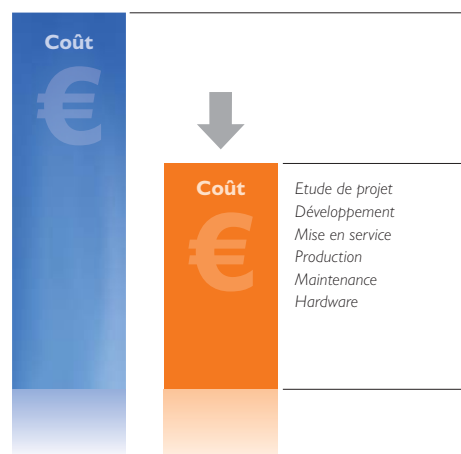 Coût
€
Coût
€
Etude de projet
Développement
Mise en service
Production
Maintenance
Hardware